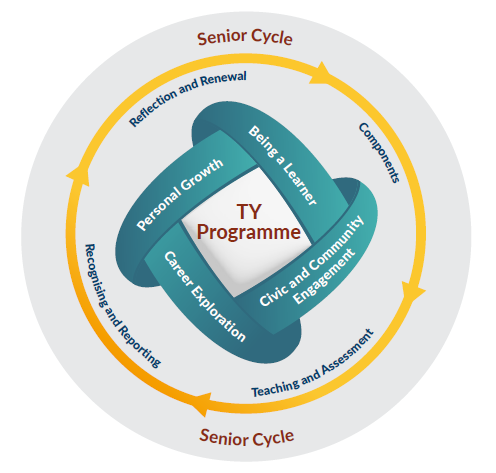 Senior Cycle
Reflection and Renewal
Components
Being a Learner
Personal Growth
TY
Programme
Civic and Community
Engagement
Career Exploration
Recognising and Reporting
Teaching and Assessment
Senior Cycle